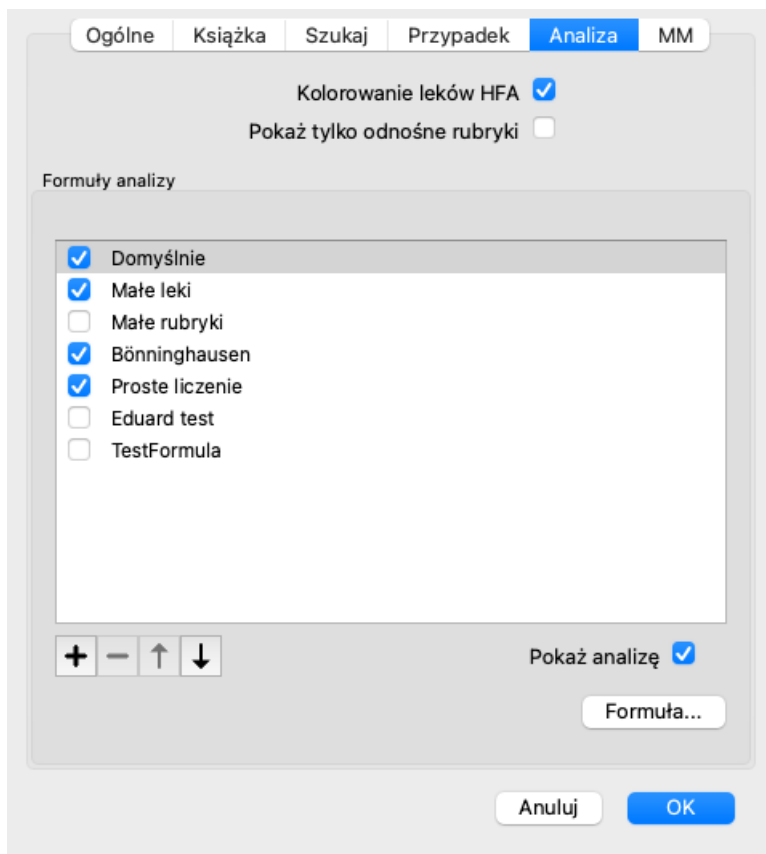 Ogólne Książka Szukaj Przypadek Analiza MM
Kolorowanie leków HFA
Pokaż tylko odnośne rubryki
Formuły analizy
Domyślnie
Małe leki
Małe rubryki
Bönninghausen
Proste liczenie
Eduard test
TestFormula
Pokaż analizę
Formuła...
Anuluj OK